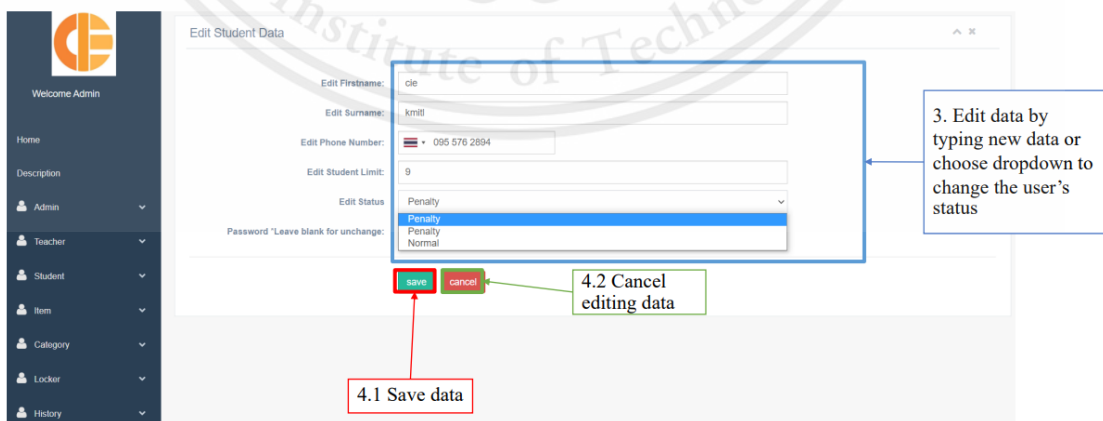 Institute of Technology
Welcome Admin
Home
Description
Admin
Teacher
Student
Item
Category
Locker
History
Edit Student Data
Edit Firstname:
cie
Edit Surname:
kmitl
Edit Phone Number:
095 576 2894
Edit Student Limit:
9
Edit Status
Penalty
Penalty
Penalty
Normal
Password *Leave blank for unchange:
save
cancel
3. Edit data by
typing new data or
choose dropdown to
change the user's
status
4.2 Cancel
editing data
4.1 Save data